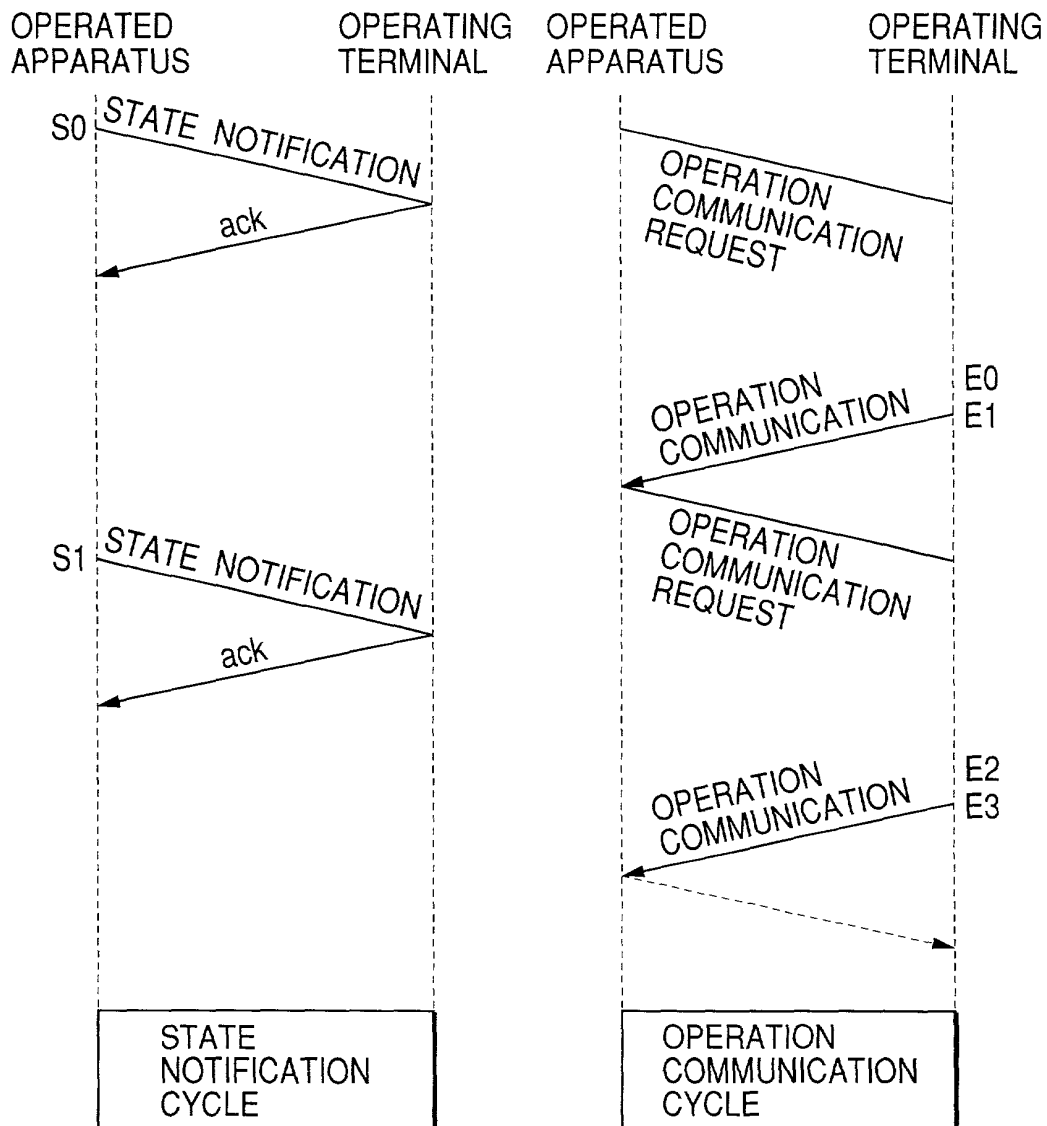 OPERATED
APPARATUS
OPERATING
TERMINAL
OPERATED
APPARATUS
OPERATING
TERMINAL
S0
STATE NOTIFICATION
ack
OPERATION
COMMUNICATION
REQUEST
E0
E1
OPERATION
COMMUNICATION
S1
STATE NOTIFICATION
ack
OPERATION
COMMUNICATION
REQUEST
E2
E3
OPERATION
COMMUNICATION
STATE
NOTIFICATION
CYCLE
OPERATION
COMMUNICATION
CYCLE